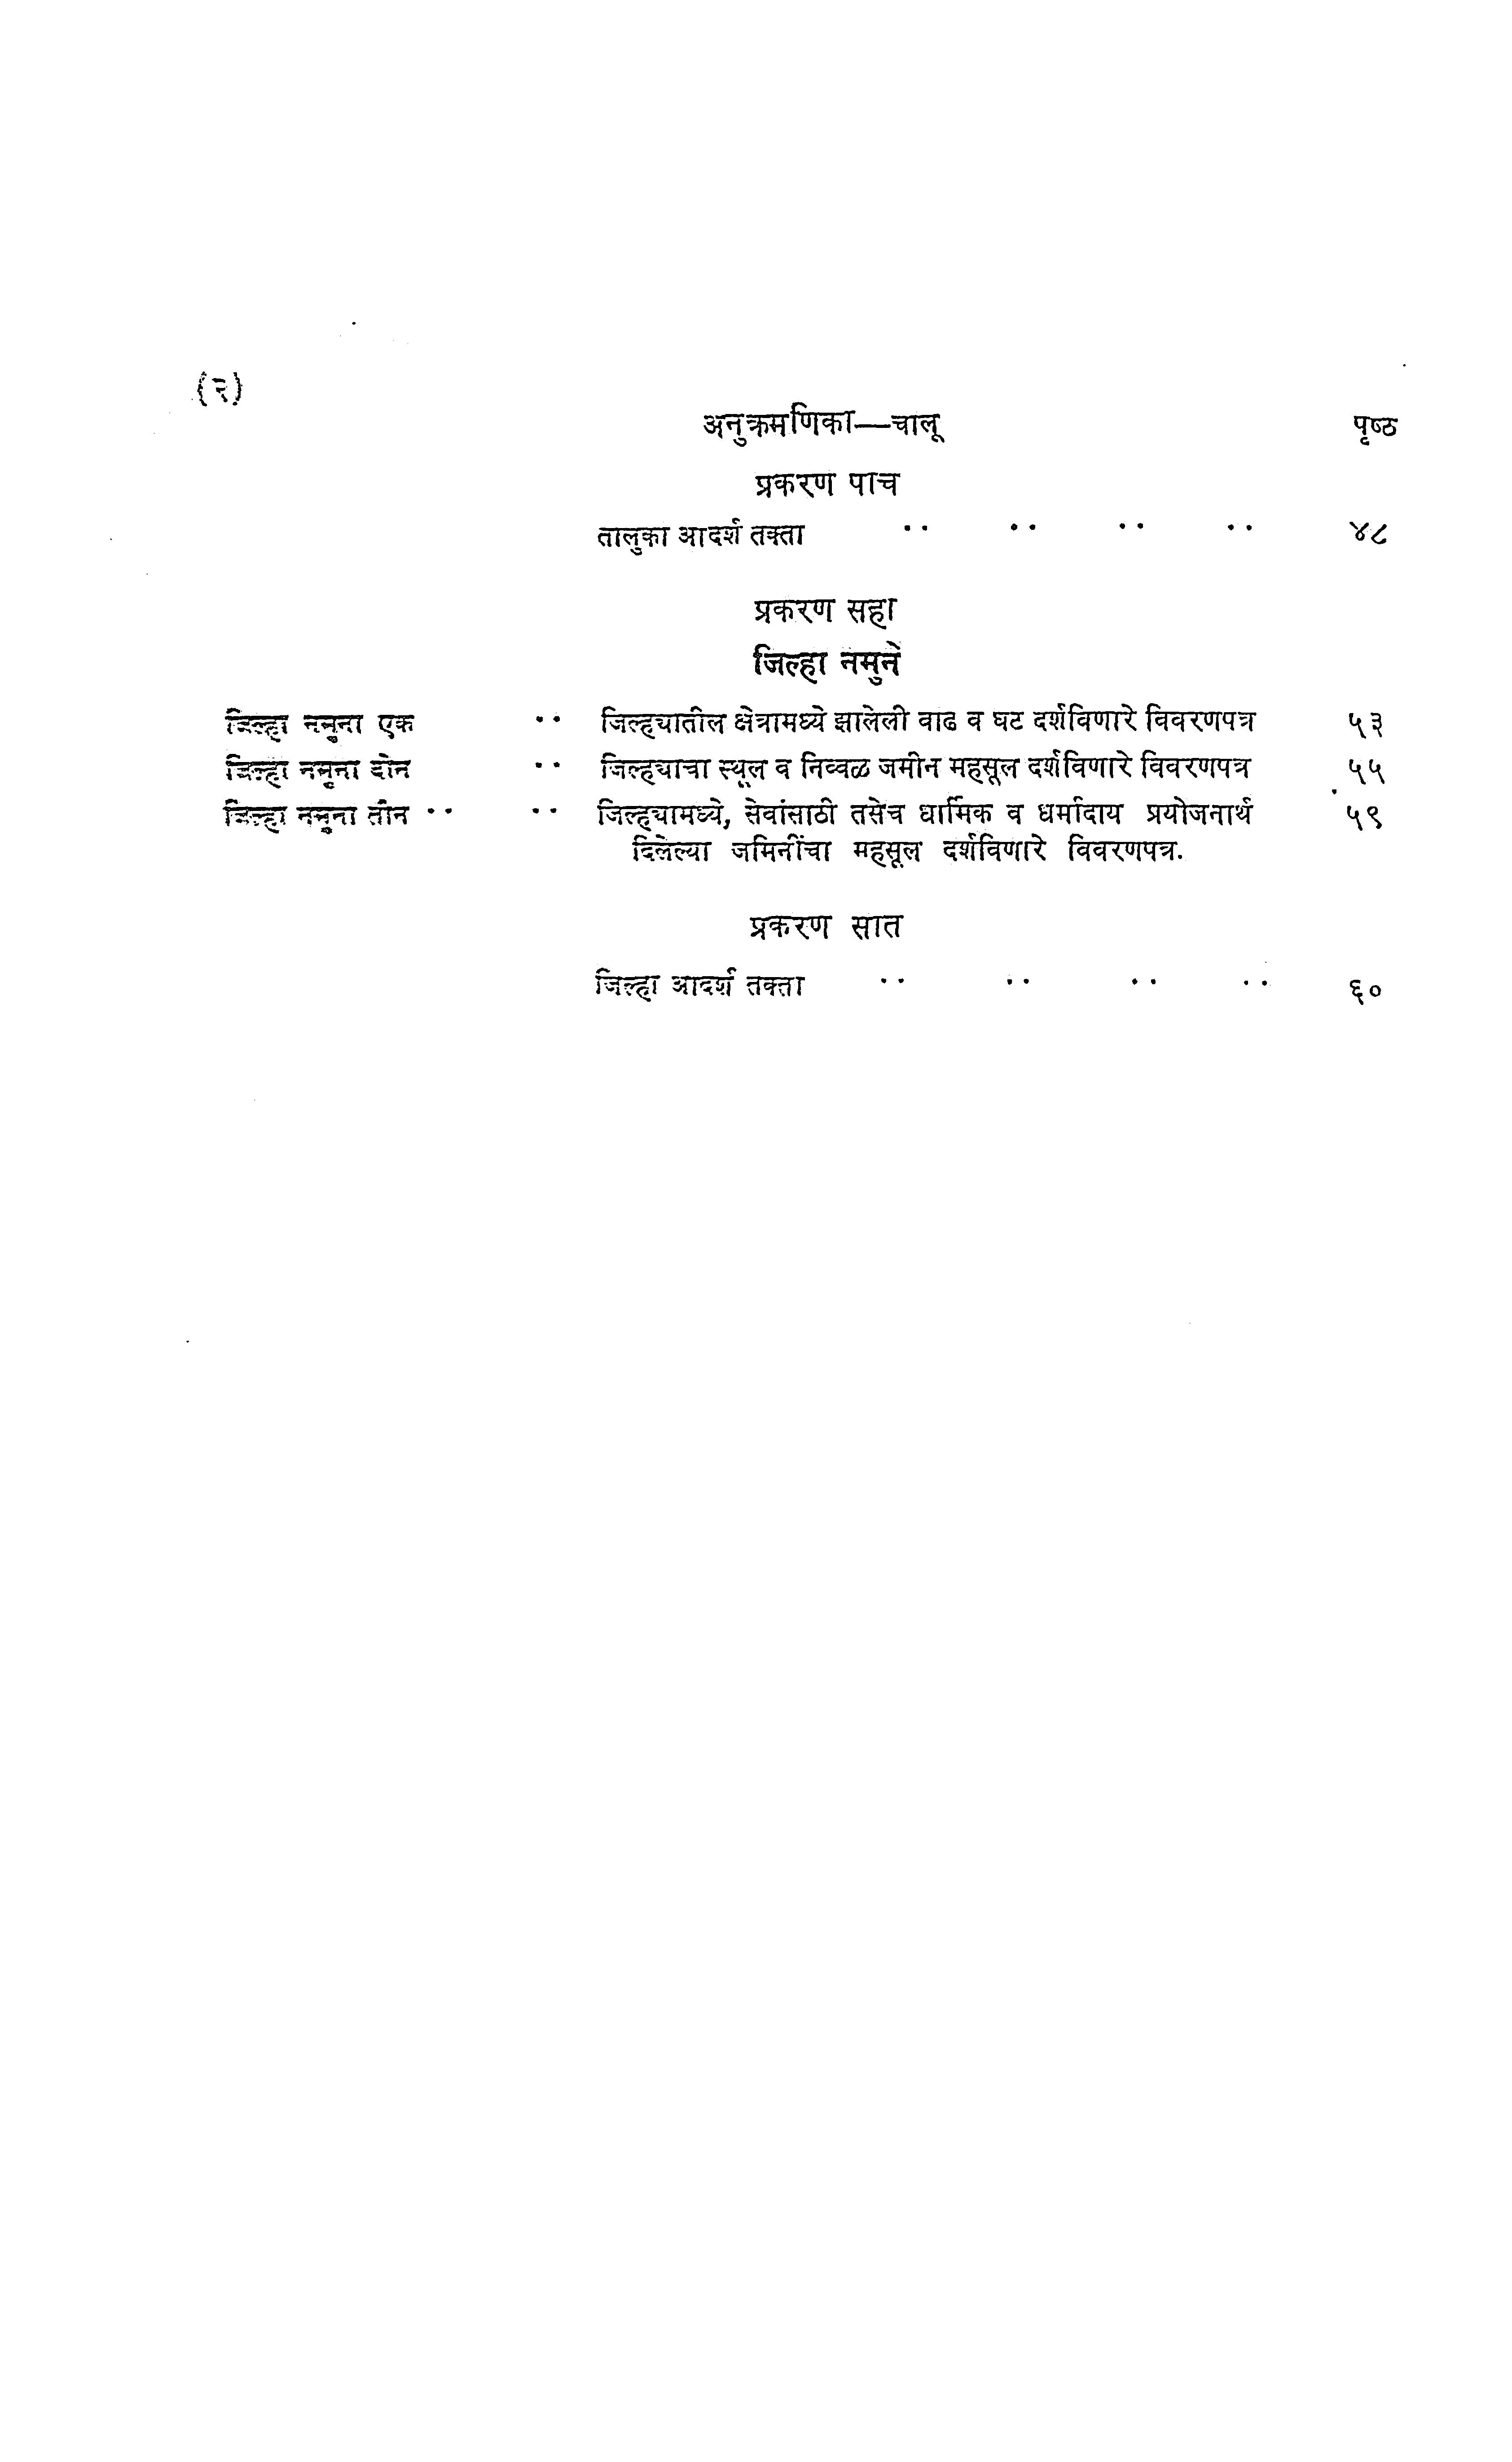 (२)
अनुक्रमणिका—चालू पृष्ठ
प्रकरण पाच
तालुका आदर्श तक्ता .. .. .. .. ४८
प्रकरण सहा
जिल्हा नमुने
जिल्हा नमुना एक .. जिल्ह्यातील क्षेत्रामध्ये झालेली वाढ व घट दर्शविणारे विवरणपत्र ५३
जिल्हा नमुना दोन .. जिल्ह्याचा स्थूल व निव्वळ जमीन महसूल दर्शविणारे विवरणपत्र ५५
जिल्हा नमुना तीन .. .. जिल्ह्यामध्ये, सेवांसाठी तसेच धार्मिक व धर्मादाय प्रयोजनार्थ ५९
दिलेल्या जमिनींचा महसूल दर्शविणारे विवरणपत्र.
प्रकरण सात
जिल्हा आदर्श तक्ता .. .. .. .. ६०